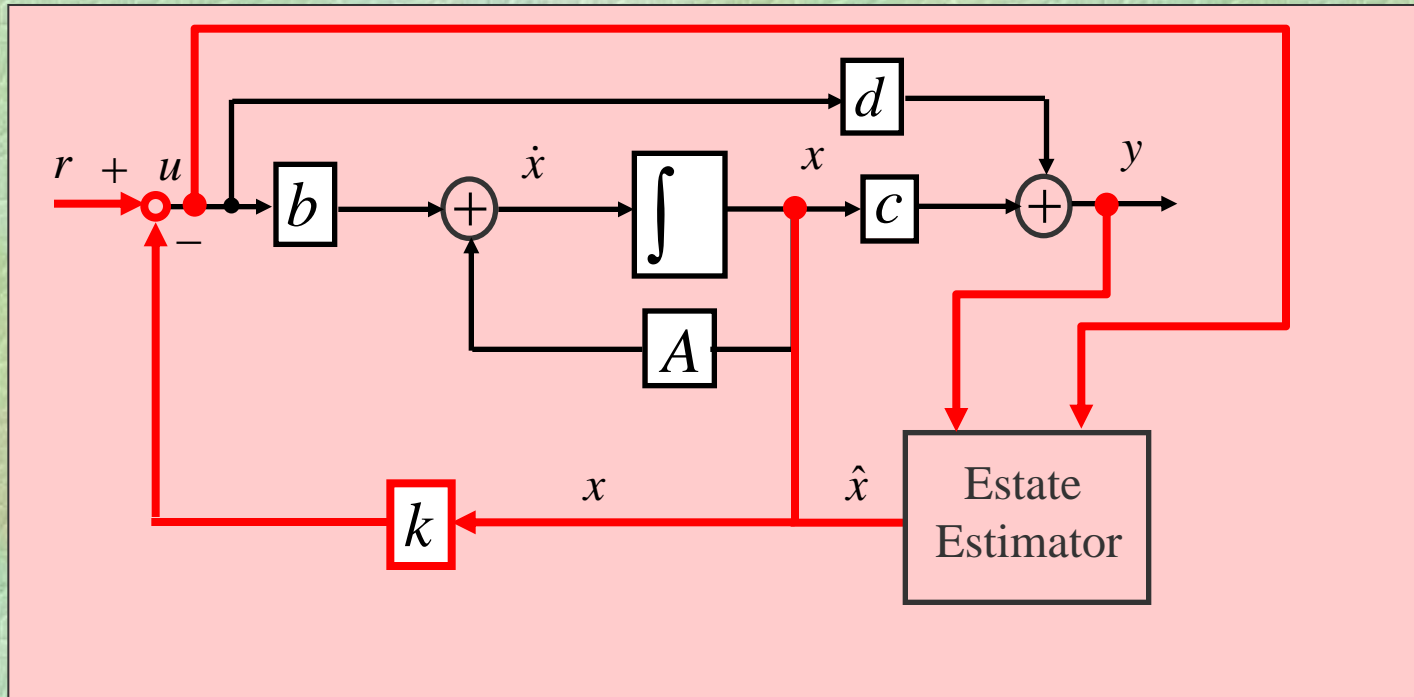 d
r + u
ẋ
x
y
b
+
∫
c
+
−
A
k
x
x̂
Estate
Estimator